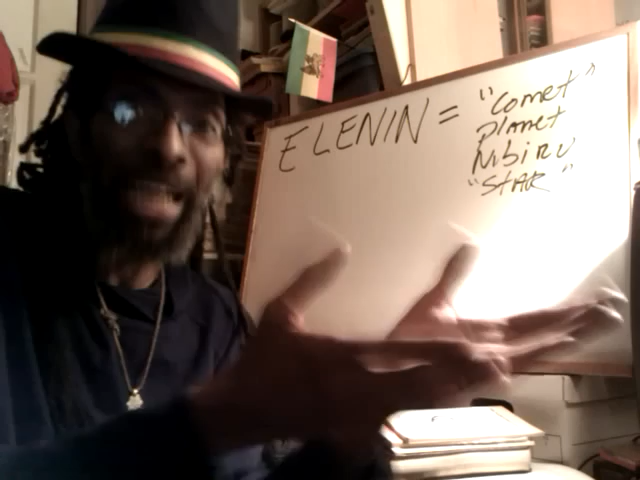 ELENIN = "comet"
planet
NibiRU
"STAR"